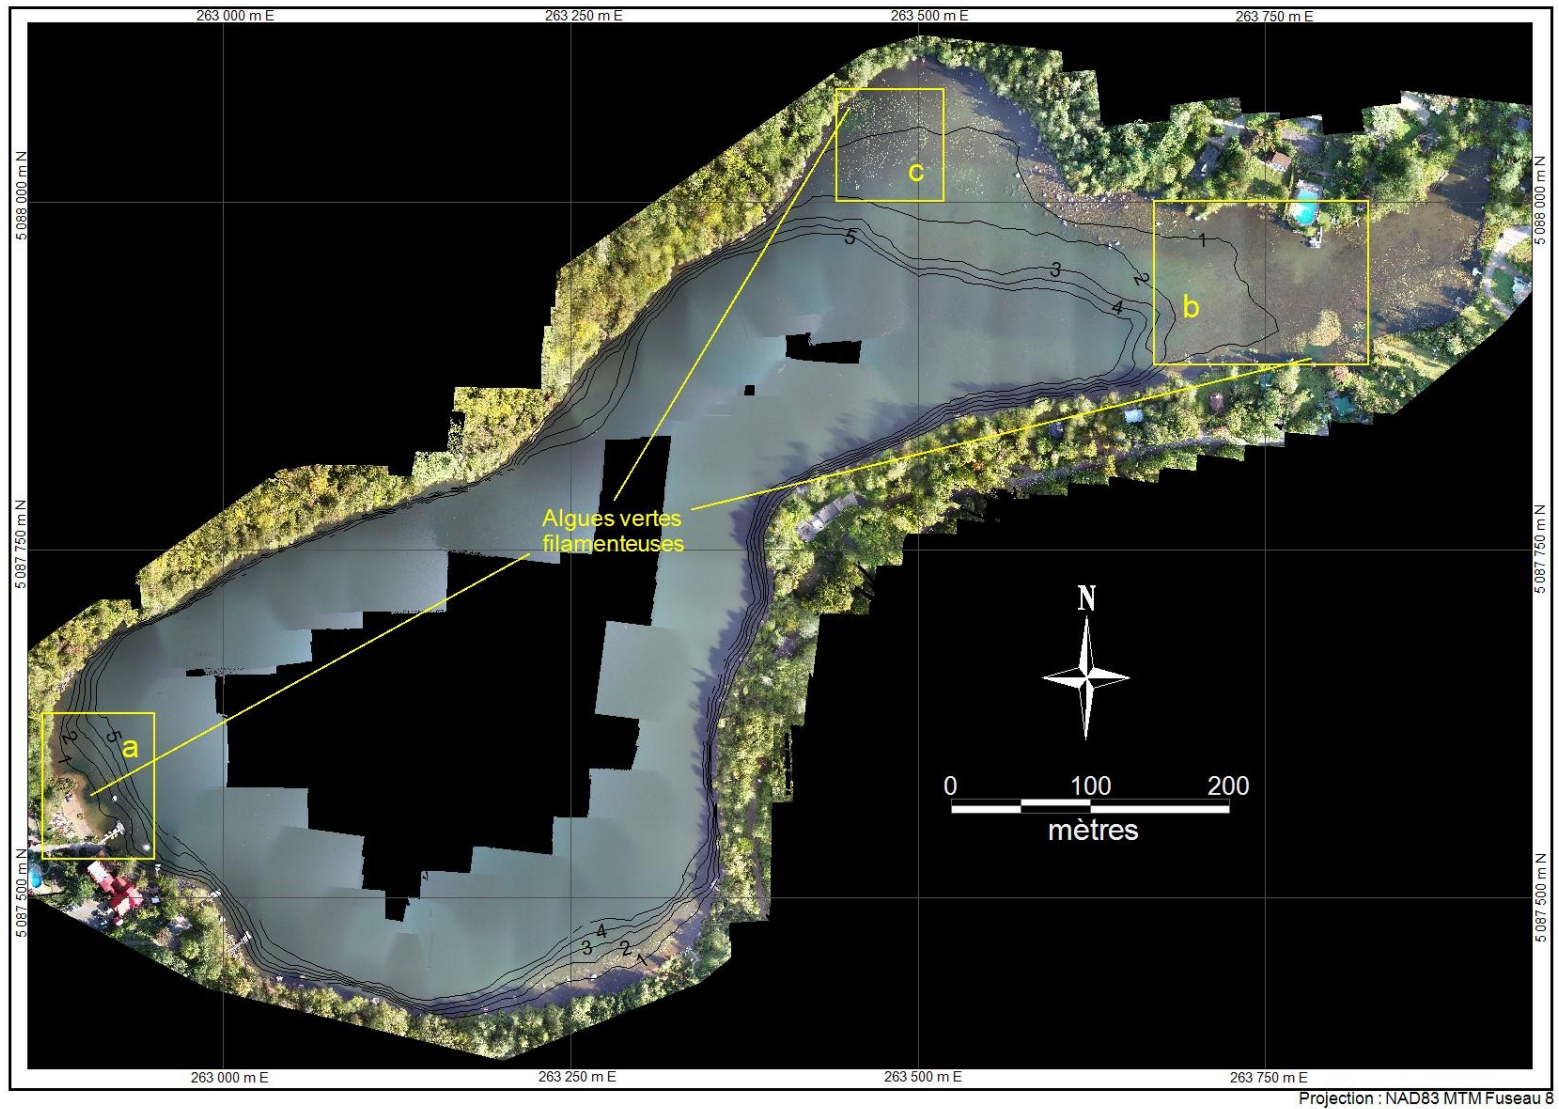 263 000 m E
263 250 m E
263 500 m E
263 750 m E
5 088 000 m N
5 088 000 m N
c
1
5
3
2
b
4
Algues vertes
filamenteuses
5 087 750 m N
5 087 750 m N
N
2
5
a
1
0 100 200
mètres
5 087 500 m N
5 087 500 m N
4
3
2
1
263 000 m E
263 250 m E
263 500 m E
263 750 m E
Projection : NAD83 MTM Fuseau 8